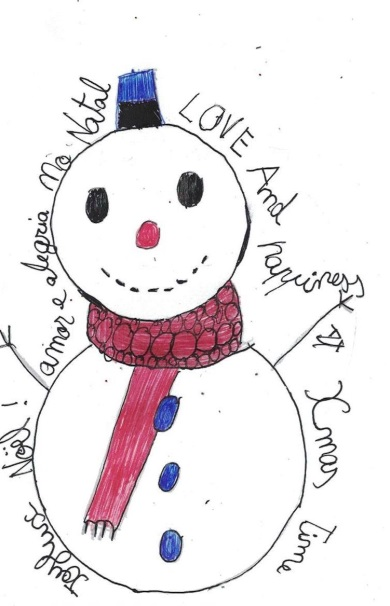 amor e alegria No Natal
LOVE And happiness
At Xmas Time
Joyeux Noël!